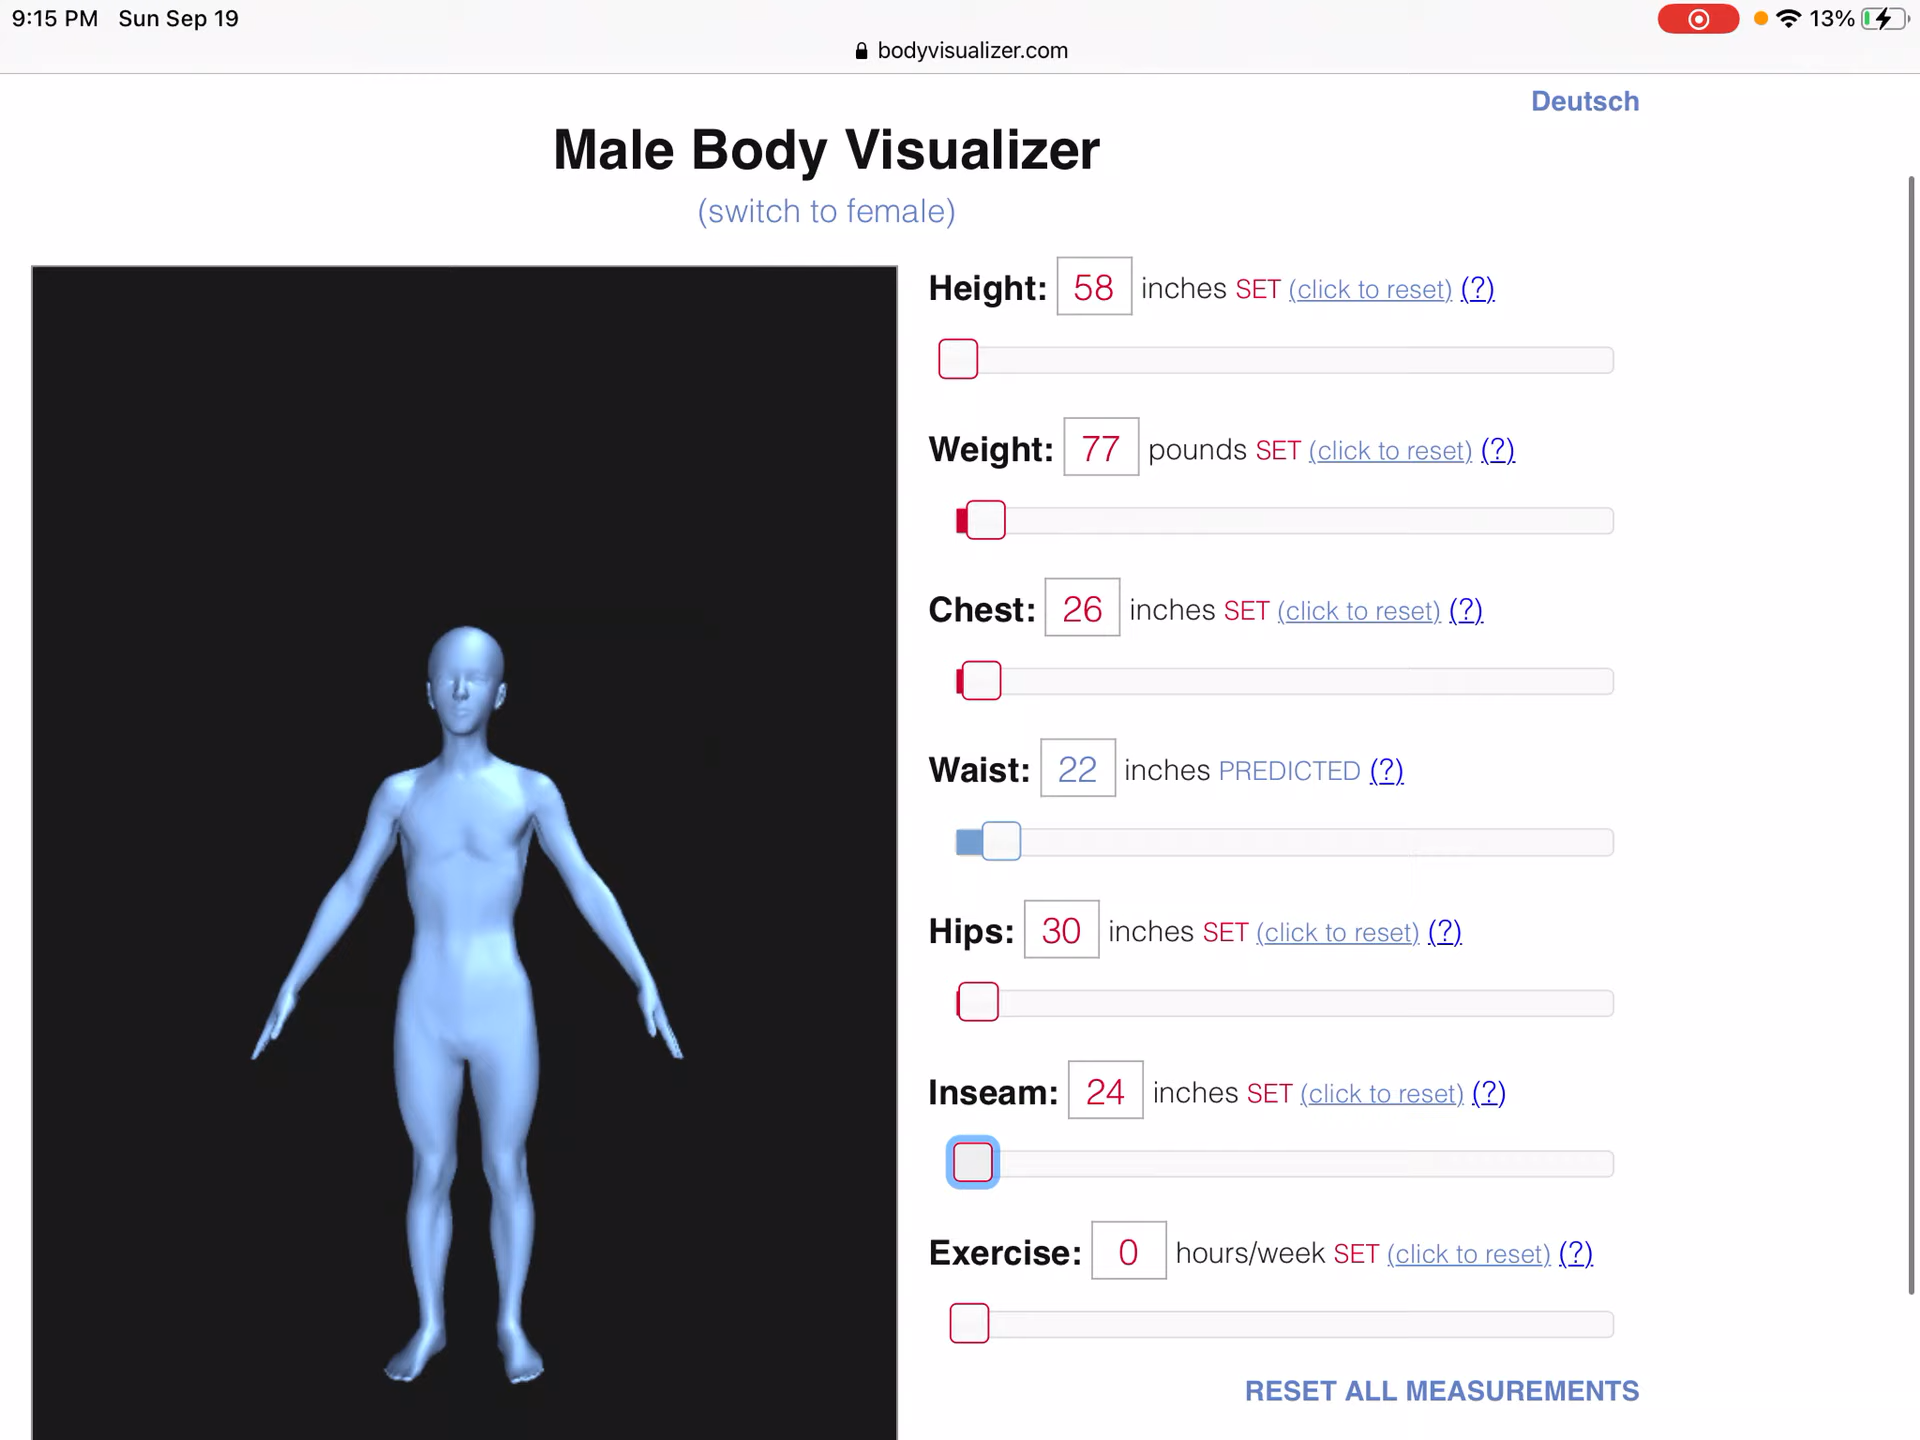 9:15 PM Sun Sep 19
13%
bodyvisualizer.com
Deutsch
Male Body Visualizer
(switch to female)
Height: 58 inches SET (click to reset) (?)
Weight: 77 pounds SET (click to reset) (?)
Chest: 26 inches SET (click to reset) (?)
Waist: 22 inches PREDICTED (?)
Hips: 30 inches SET (click to reset) (?)
Inseam: 24 inches SET (click to reset) (?)
Exercise: 0 hours/week SET (click to reset) (?)
RESET ALL MEASUREMENTS